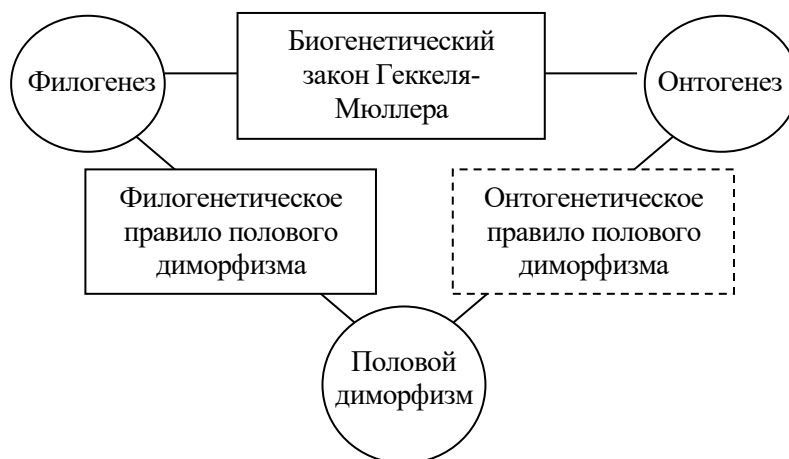 Филогенез
Биогенетический
закон Геккеля-
Мюллера
Онтогенез
Филогенетическое
правило полового
диморфизма
Онтогенетическое
правило полового
диморфизма
Половой
диморфизм